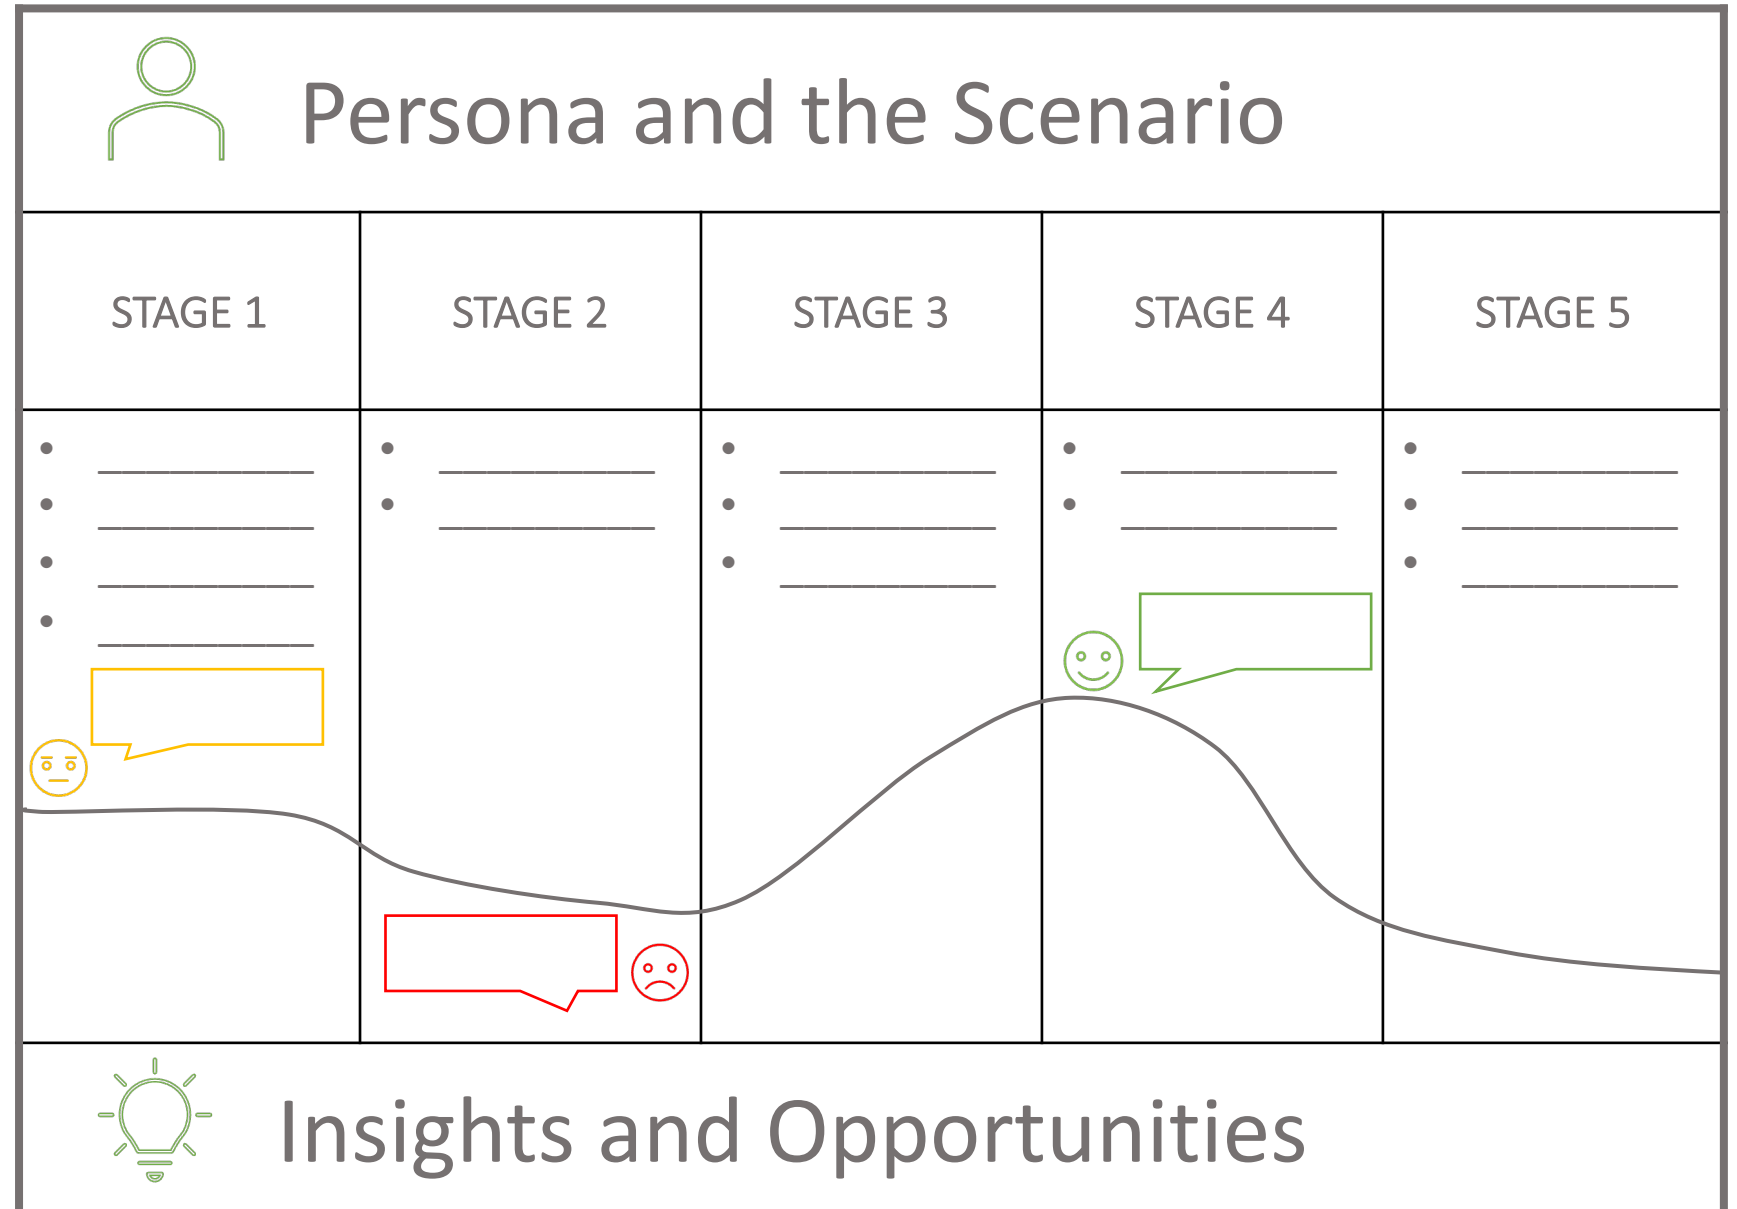 Persona and the Scenario
STAGE 1
STAGE 2
STAGE 3
STAGE 4
STAGE 5
Insights and Opportunities